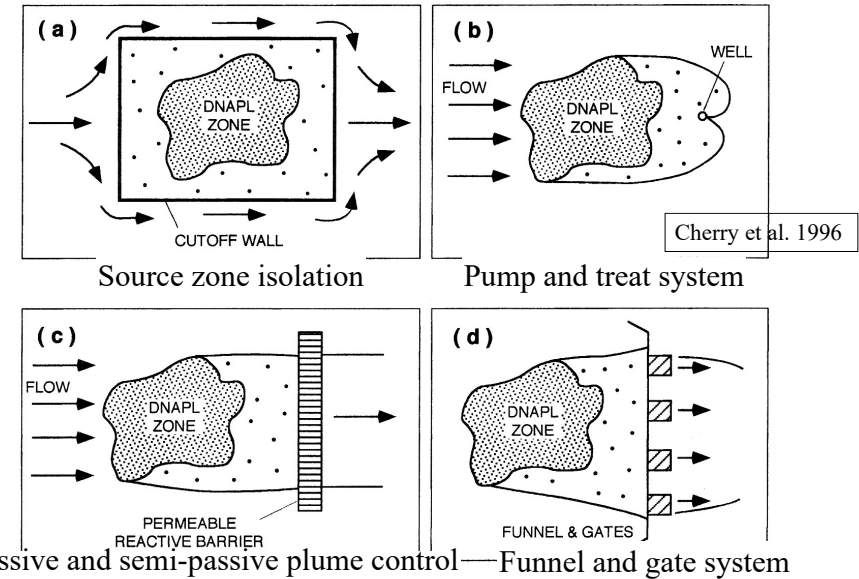 (a)
DNAPL
ZONE
CUTOFF WALL
Source zone isolation
(b)
WELL
FLOW
DNAPL
ZONE
Cherry et al. 1996
Pump and treat system
(c)
FLOW
DNAPL
ZONE
PERMEABLE
REACTIVE BARRIER
ssive and semi-passive plume control
(d)
DNAPL
ZONE
FUNNEL & GATES
Funnel and gate system